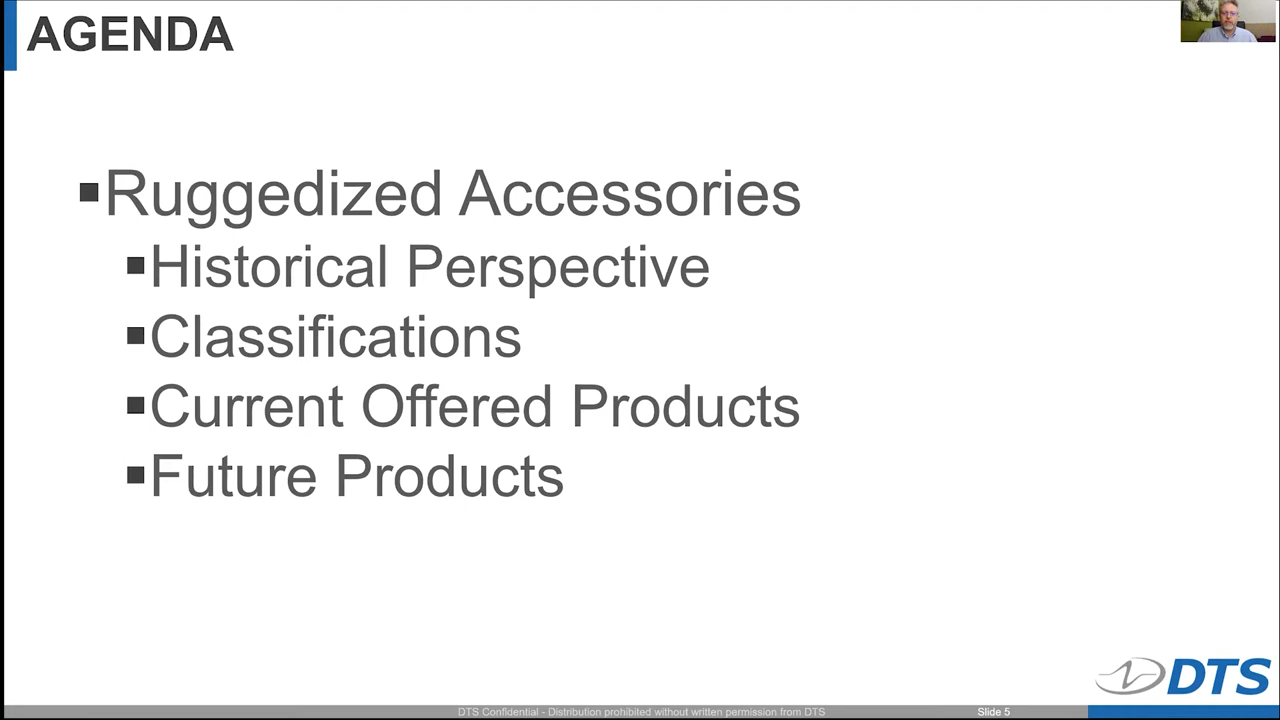 AGENDA
▪Ruggedized Accessories
▪Historical Perspective
▪Classifications
▪Current Offered Products
▪Future Products
DTS
DTS Confidential - Distribution prohibited without written permission from DTS
Slide 5